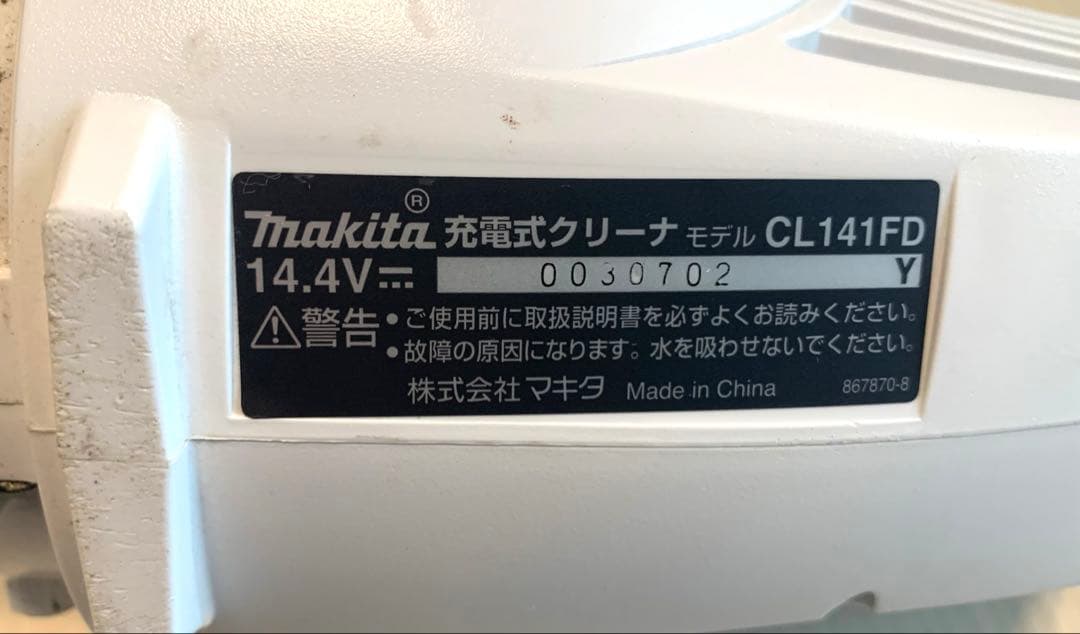 makita® 充電式クリーナ モデル CL141FD
14.4V⎓ 0030702 Y
⚠警告 •ご使用前に取扱説明書を必ずよくお読みください。
•故障の原因になります。水を吸わせないでください。
株式会社 マキタ Made in China 867870-8